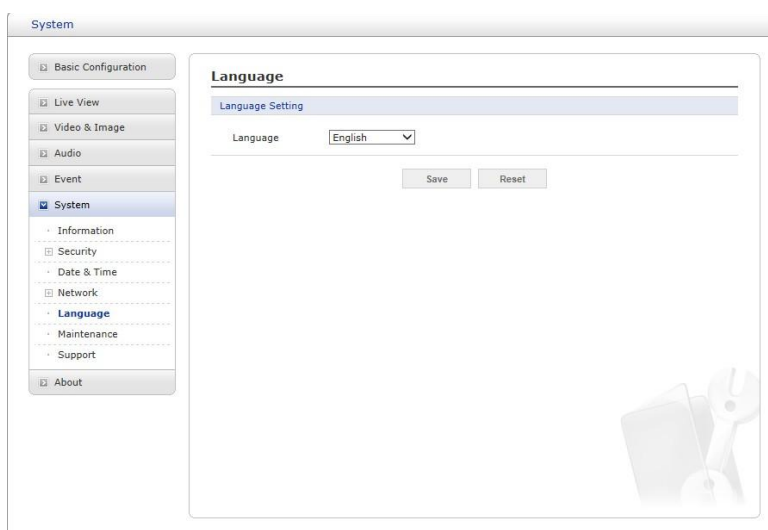 System
Basic Configuration
Live View
Video & Image
Audio
Event
System
Information
Security
Date & Time
Network
Language
Maintenance
Support
About
Language
Language Setting
Language English
Save Reset